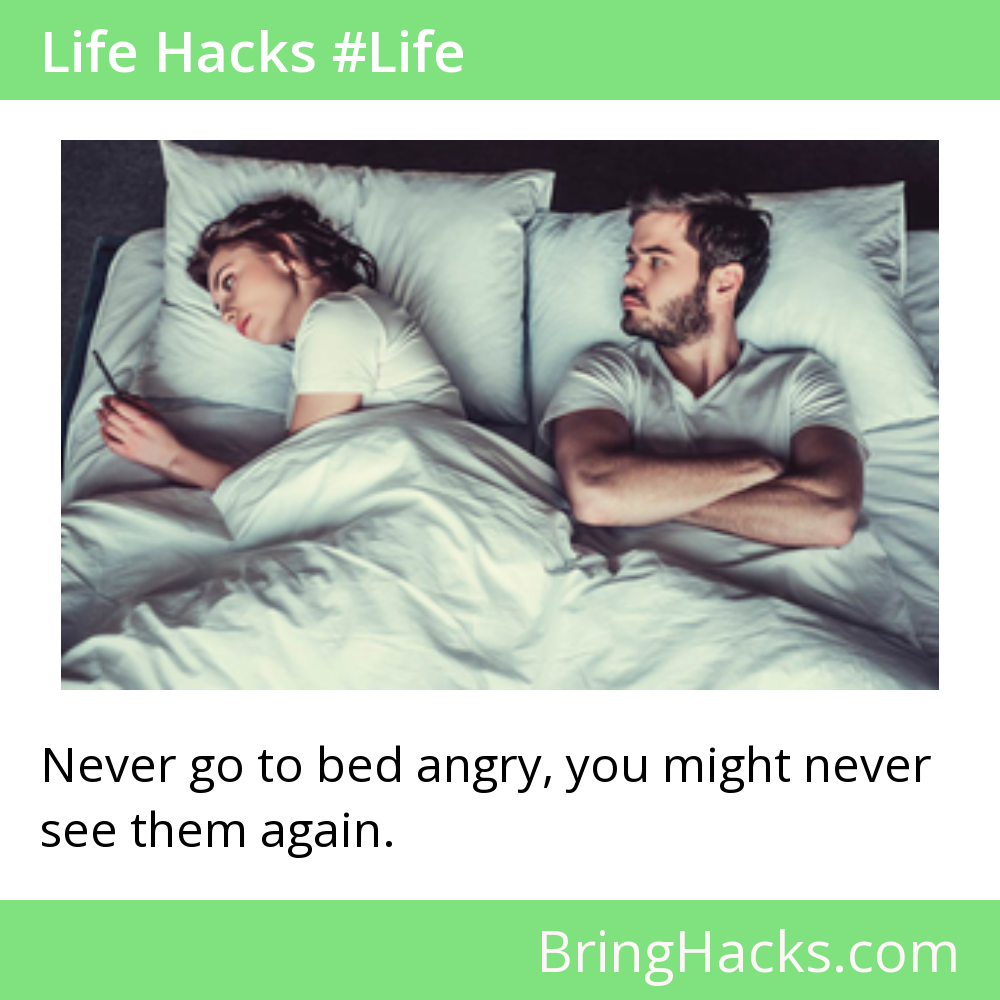 Life Hacks #Life
Never go to bed angry, you might never
see them again.
BringHacks.com